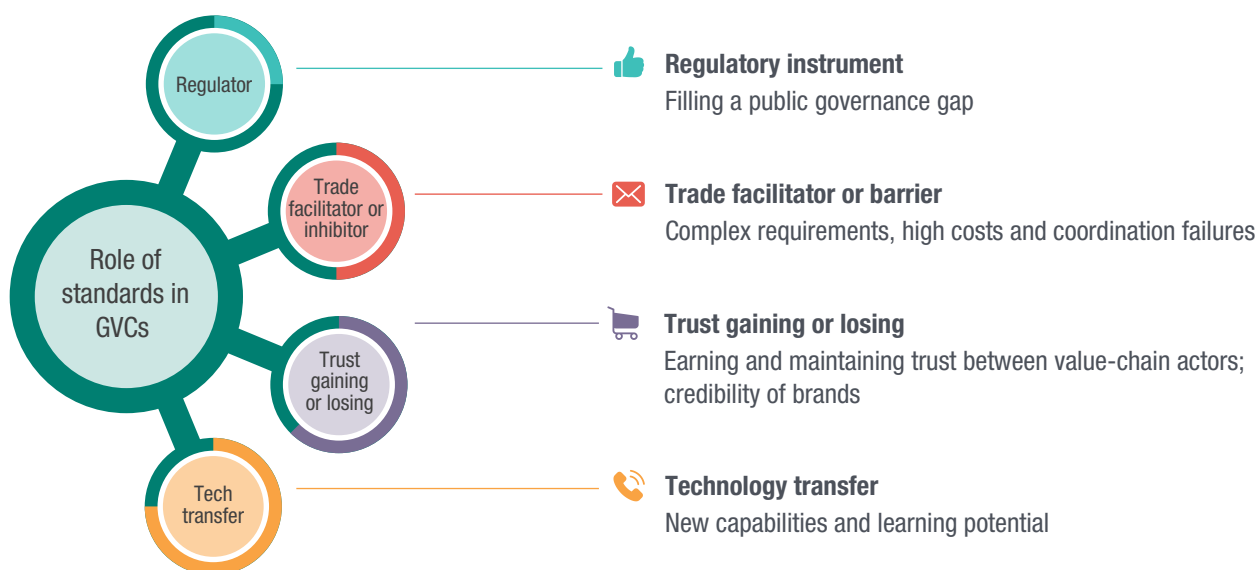 Role of
standards in
GVCs
Regulator
Regulatory instrument
Filling a public governance gap
Trade
facilitator or
inhibitor
Trade facilitator or barrier
Complex requirements, high costs and coordination failures
Trust
gaining
or losing
Trust gaining or losing
Earning and maintaining trust between value-chain actors;
credibility of brands
Tech
transfer
Technology transfer
New capabilities and learning potential